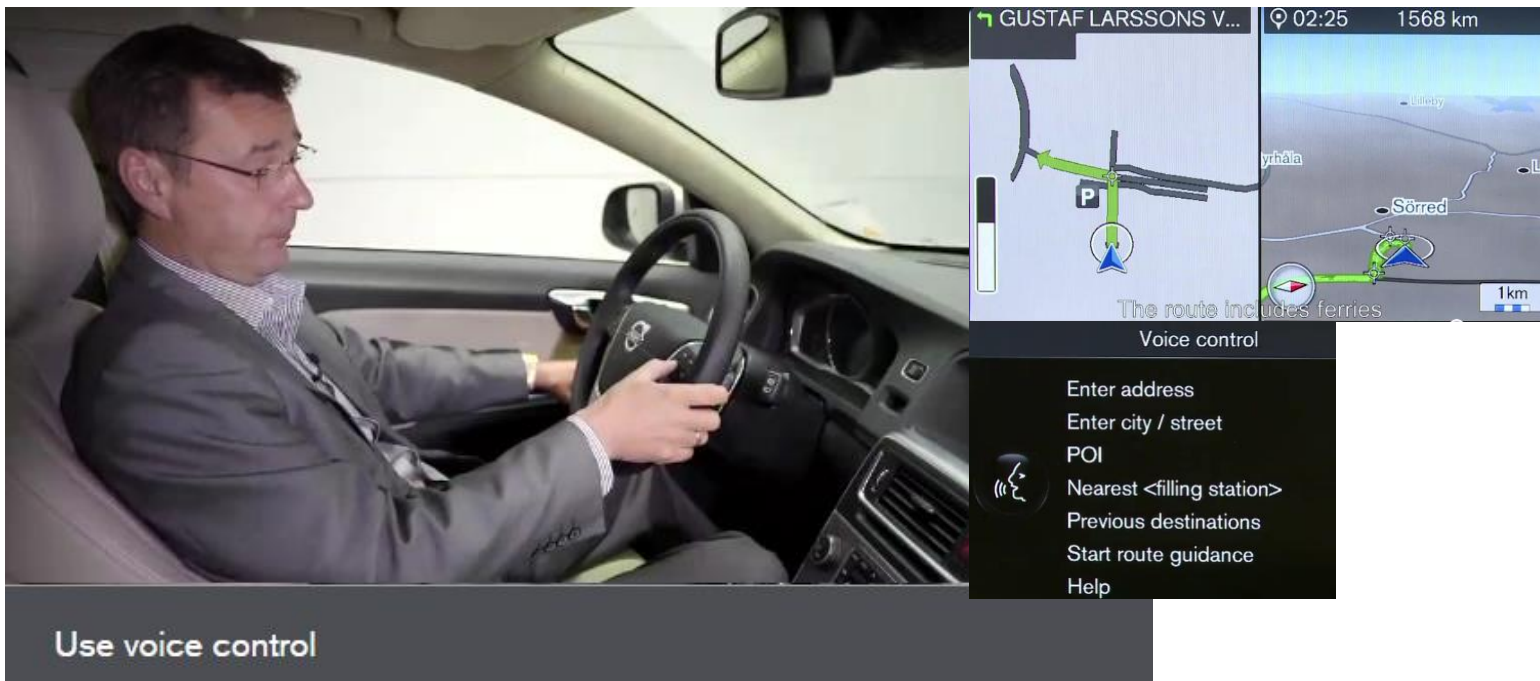 GUSTAF LARSSONS V...
02:25 1568 km
Lilleby
yrhåla
L
Sörred
P
1km
The route includes ferries
Voice control
Enter address
Enter city / street
POI
Nearest <filling station>
Previous destinations
Start route guidance
Help
Use voice control